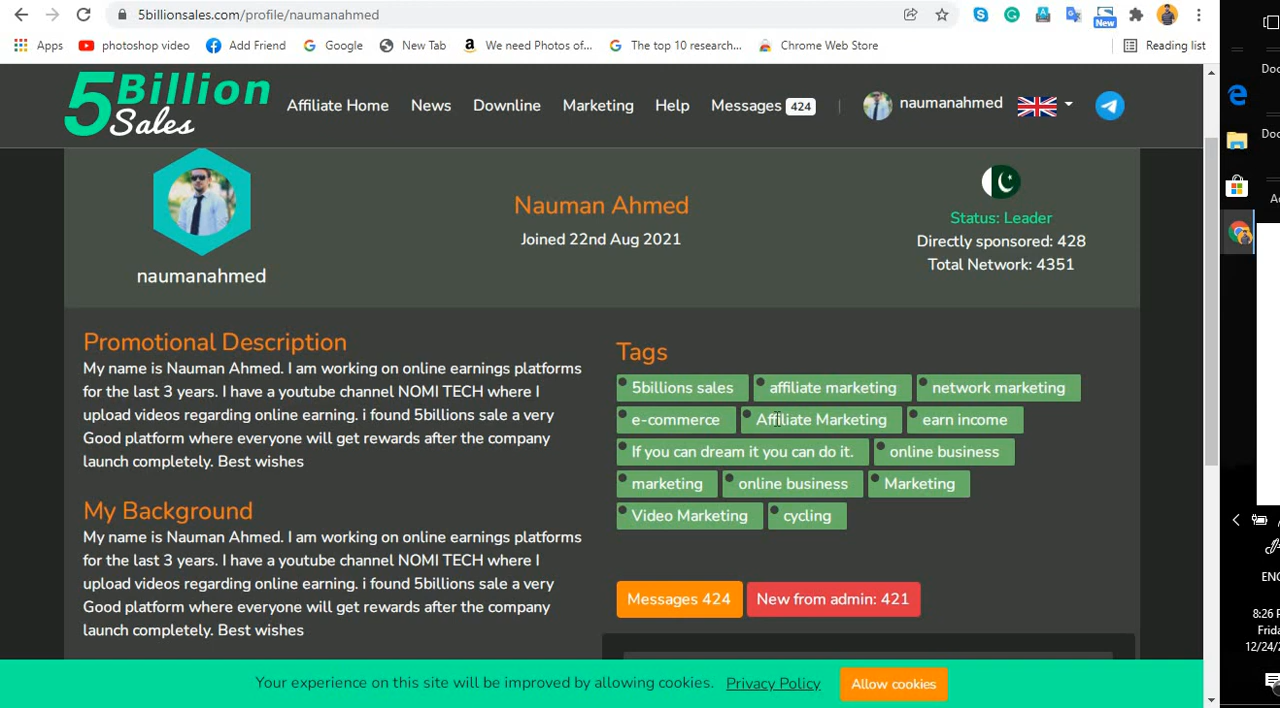 5billionsales.com/profile/naumanahmed
New
Apps
photoshop video
Add Friend
Google
New Tab
We need Photos of...
The top 10 research...
Chrome Web Store
Reading list
5 Billion
Sales
Affiliate Home
News
Downline
Marketing
Help
Messages 424
naumanahmed
naumanahmed
Nauman Ahmed
Joined 22nd Aug 2021
Status: Leader
Directly sponsored: 428
Total Network: 4351
Promotional Description
My name is Nauman Ahmed. I am working on online earnings platforms
for the last 3 years. I have a youtube channel NOMI TECH where I
upload videos regarding online earning. i found 5billions sale a very
Good platform where everyone will get rewards after the company
launch completely. Best wishes
My Background
My name is Nauman Ahmed. I am working on online earnings platforms
for the last 3 years. I have a youtube channel NOMI TECH where I
upload videos regarding online earning. i found 5billions sale a very
Good platform where everyone will get rewards after the company
launch completely. Best wishes
Tags
5billions sales
affiliate marketing
network marketing
e-commerce
Affiliate Marketing
earn income
If you can dream it you can do it.
online business
marketing
online business
Marketing
Video Marketing
cycling
Messages 424
New from admin: 421
Your experience on this site will be improved by allowing cookies. Privacy Policy
Allow cookies
8:26 P
Frida
12/24/2